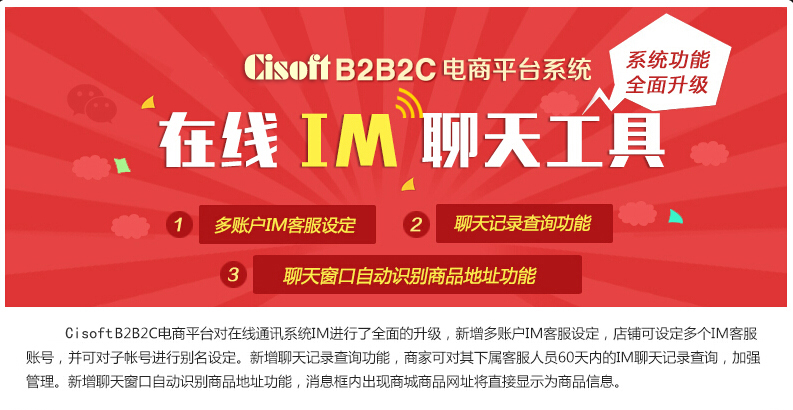 Cisoft B2B2C 电商平台系统
系统功能
全面升级
在线 IM 聊天工具
1 多账户IM客服设定
2 聊天记录查询功能
3 聊天窗口自动识别商品地址功能
CisoftB2B2C电商平台对在线通讯系统IM进行了全面的升级，新增多账户IM客服设定，店铺可设定多个IM客服
账号，并可对子帐号进行别名设定。新增聊天记录查询功能，商家可对其下属客服人员60天内的IM聊天记录查询，加强
管理。新增聊天窗口自动识别商品地址功能，消息框内出现商城商品网址将直接显示为商品信息。